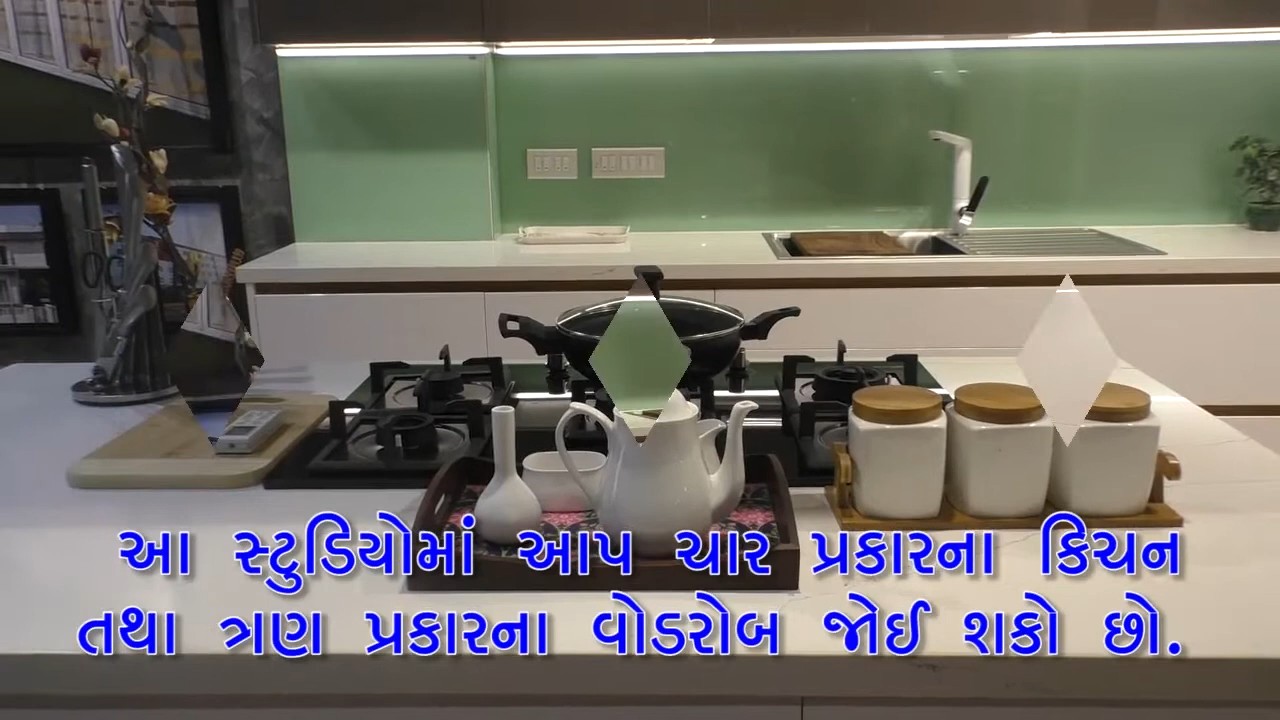 આ સ્ટુડિયોમાં આપ ચાર પ્રકારના કિચન
તથા ત્રણ પ્રકારના વોડરોબ જોઈ શકો છો.